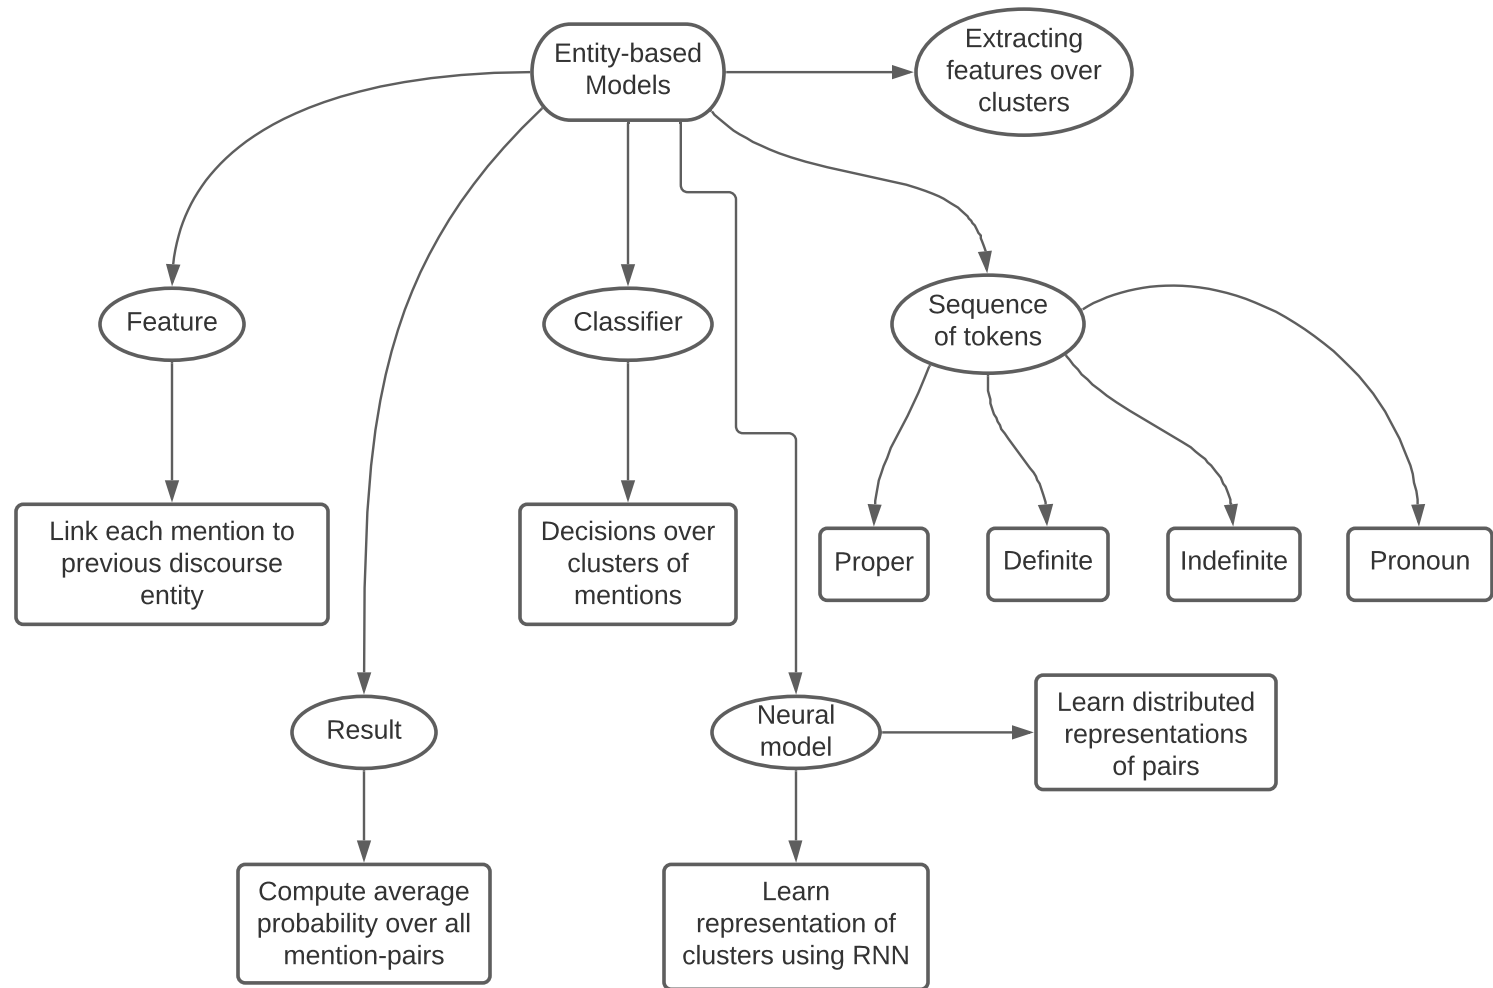 Entity-based
Models
Extracting
features over
clusters
Feature
Classifier
Sequence
of tokens
Link each mention to
previous discourse
entity
Decisions over
clusters of
mentions
Proper
Definite
Indefinite
Pronoun
Result
Neural
model
Learn distributed
representations
of pairs
Compute average
probability over all
mention-pairs
Learn
representation of
clusters using RNN